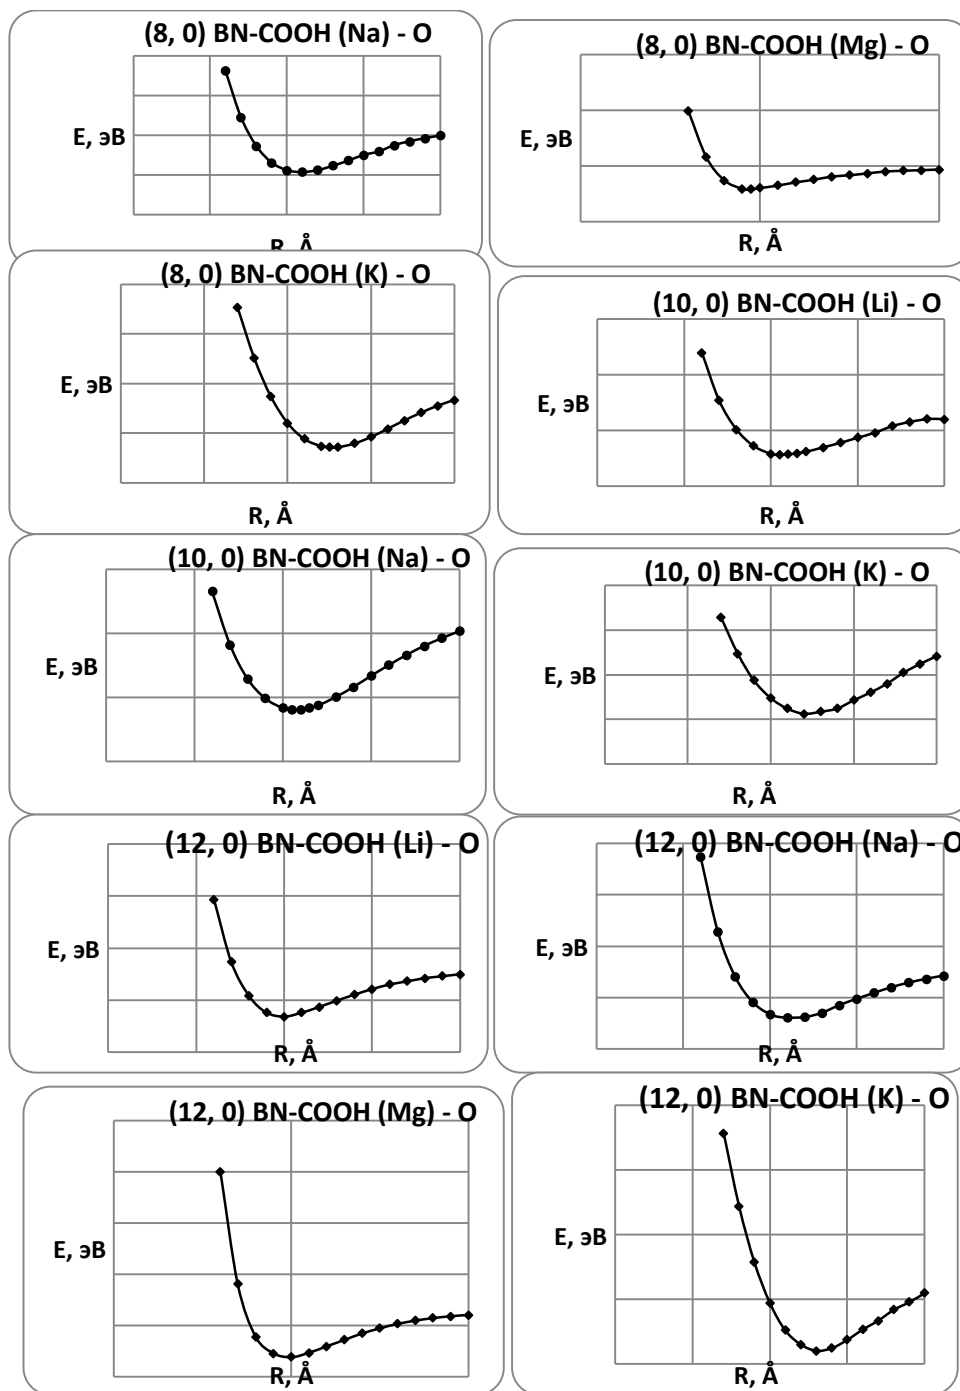 (8, 0) BN-COOH (Na) - O
E, эВ
R, Å
(8, 0) BN-COOH (Mg) - O
E, эВ
R, Å
(8, 0) BN-COOH (K) - O
E, эВ
R, Å
(10, 0) BN-COOH (Li) - O
E, эВ
R, Å
(10, 0) BN-COOH (Na) - O
E, эВ
R, Å
(10, 0) BN-COOH (K) - O
E, эВ
R, Å
(12, 0) BN-COOH (Li) - O
E, эВ
R, Å
(12, 0) BN-COOH (Na) - O
E, эВ
R, Å
(12, 0) BN-COOH (Mg) - O
E, эВ
R, Å
(12, 0) BN-COOH (K) - O
E, эВ
R, Å